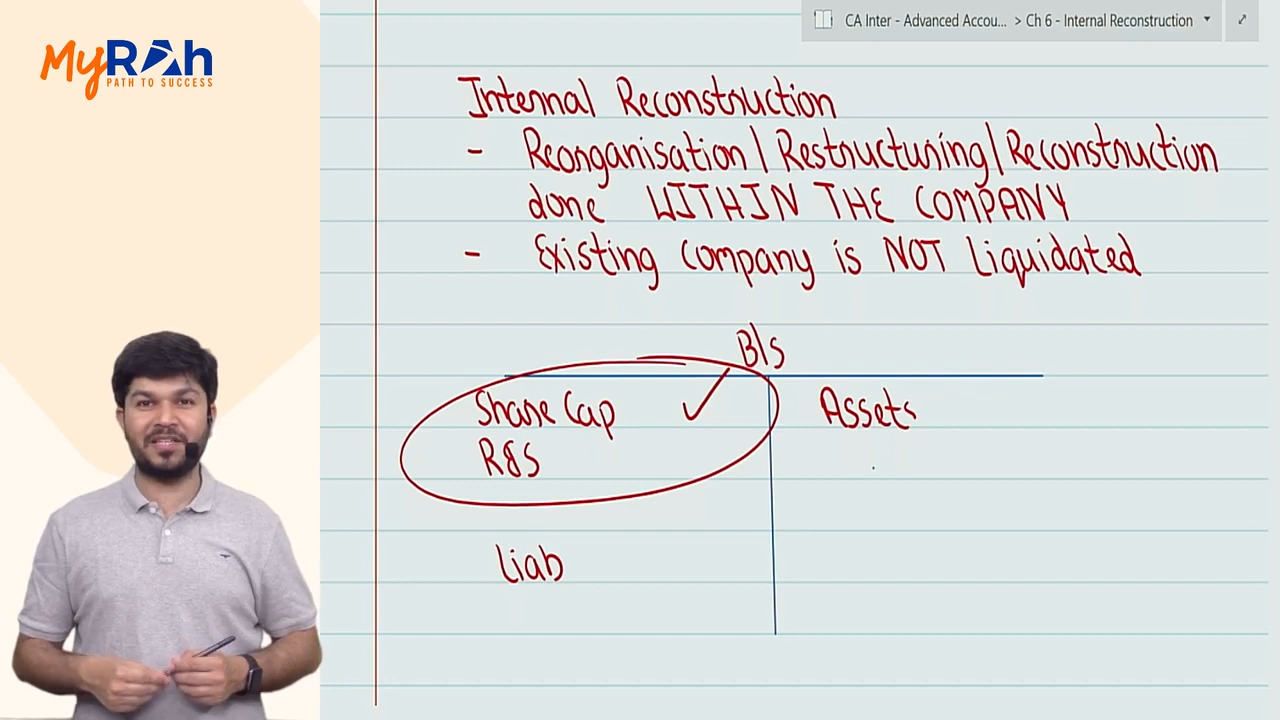 MyRAh
PATH TO SUCCESS
CA Inter - Advanced Accou... > Ch 6 - Internal Reconstruction
Internal Reconstruction
- Reorganisation / Restructuring / Reconstruction
done WITHIN THE COMPANY
- Existing company is NOT Liquidated
B/s
Share Cap
Assets
R&S
Liab